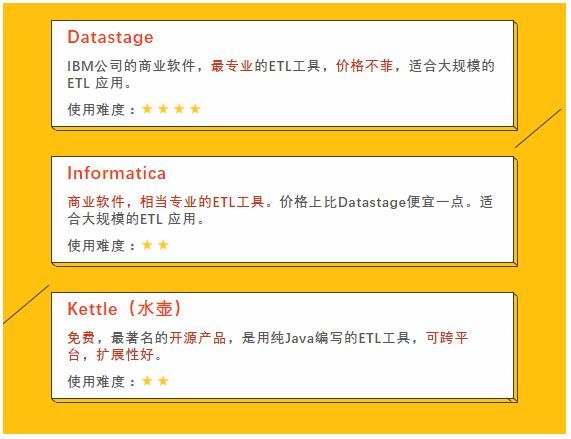 Datastage
IBM公司的商业软件，最专业的ETL工具，价格不菲，适合大规模的
ETL 应用。
使用难度：★★★★
Informatica
商业软件，相当专业的ETL工具。价格上比Datastage便宜一点。适
合大规模的ETL 应用。
使用难度：★★
Kettle（水壶）
免费，最著名的开源产品，是用纯Java编写的ETL工具，可跨平
台，扩展性好。
使用难度：★★